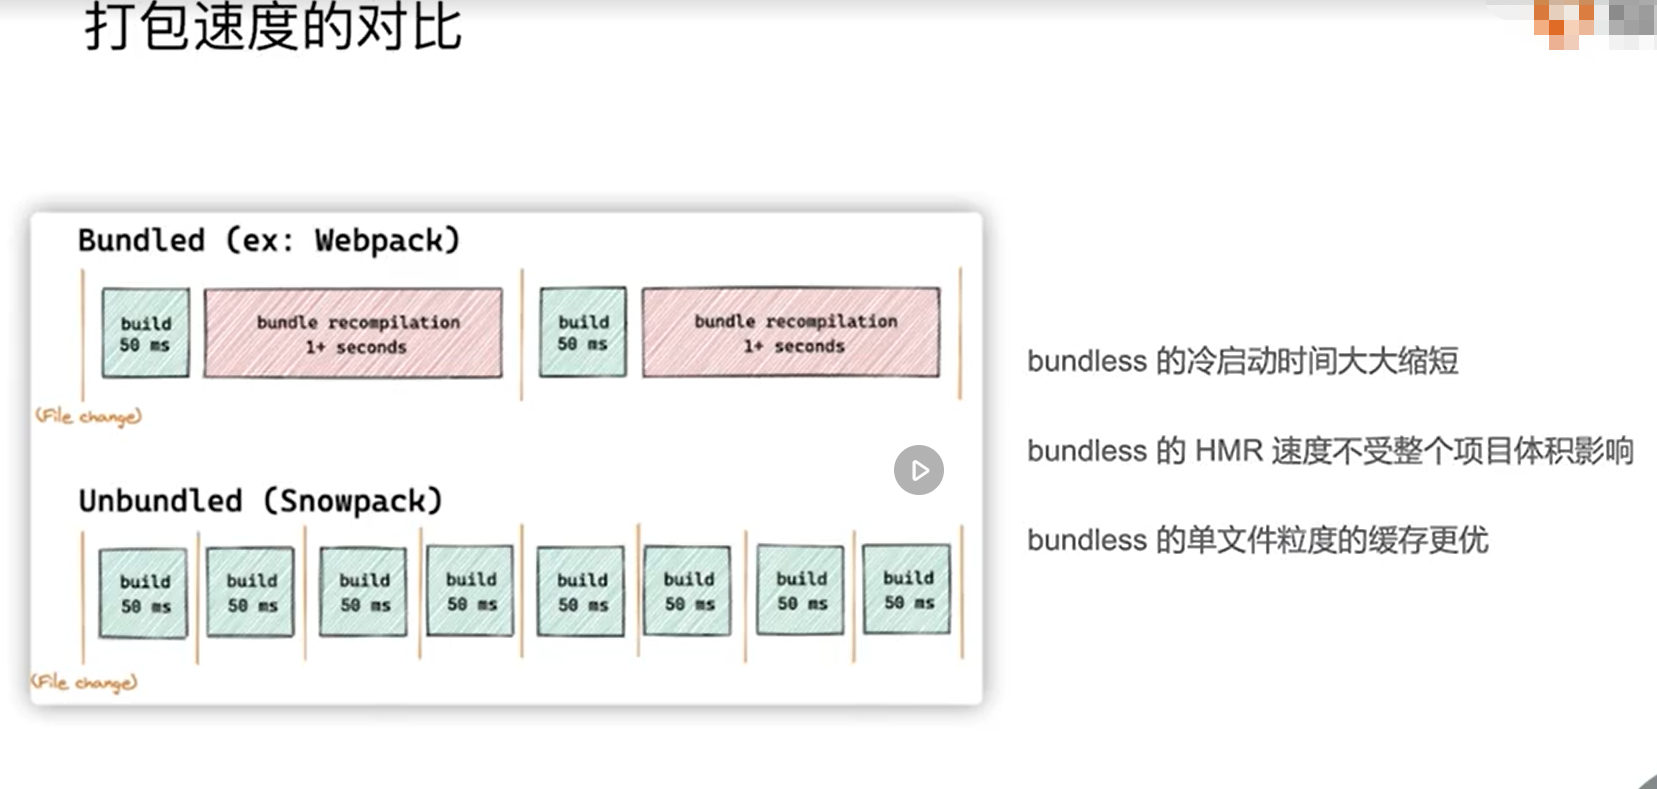 打包速度的对比
Bundled (ex: Webpack)
build
50 ms
bundle recompilation
1+ seconds
build
50 ms
bundle recompilation
1+ seconds
(File change)
Unbundled (Snowpack)
build
50 ms
build
50 ms
build
50 ms
build
50 ms
build
50 ms
build
50 ms
build
50 ms
build
50 ms
(File change)
bundless 的冷启动时间大大缩短
bundless 的 HMR 速度不受整个项目体积影响
bundless 的单文件粒度的缓存更优